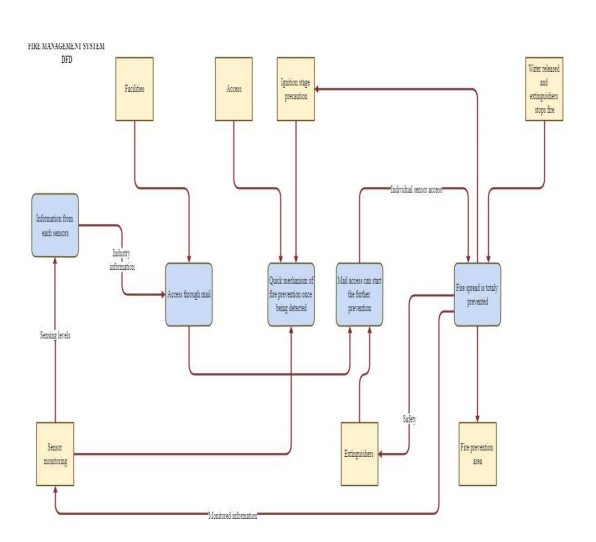 FIRE MANAGEMENT SYSTEM
DFD
Facilities
Access
Ignition stage
precaution
Water released
and
extinguishers
stops fire
Individual sensor access
Information from
each sensors
Industry
information
Access through mail
Quick mechanism of
fire prevention once
being detected
Mail access can start
the further
prevention
Fire spread is totaly
prevented
Sensing levels
Safety
Sensor
monitoring
Extinguishers
Fire prevention
area
Monitored information